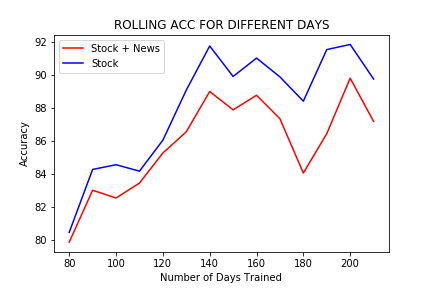 ROLLING ACC FOR DIFFERENT DAYS
Stock + News
Stock
92
90
88
86
84
82
80
Accuracy
80 100 120 140 160 180 200
Number of Days Trained